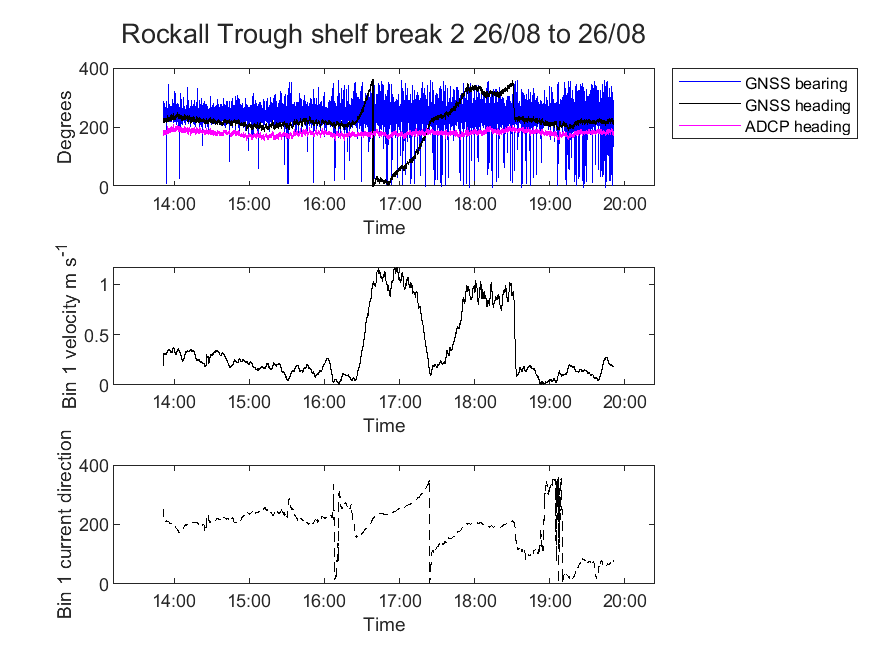 Rockall Trough shelf break 2 26/08 to 26/08
400
200
0
Degrees
14:00 15:00 16:00 17:00 18:00 19:00 20:00
Time
GNSS bearing
GNSS heading
ADCP heading
1
0.5
0
Bin 1 velocity m s-1
14:00 15:00 16:00 17:00 18:00 19:00 20:00
Time
400
200
0
Bin 1 current direction
14:00 15:00 16:00 17:00 18:00 19:00 20:00
Time